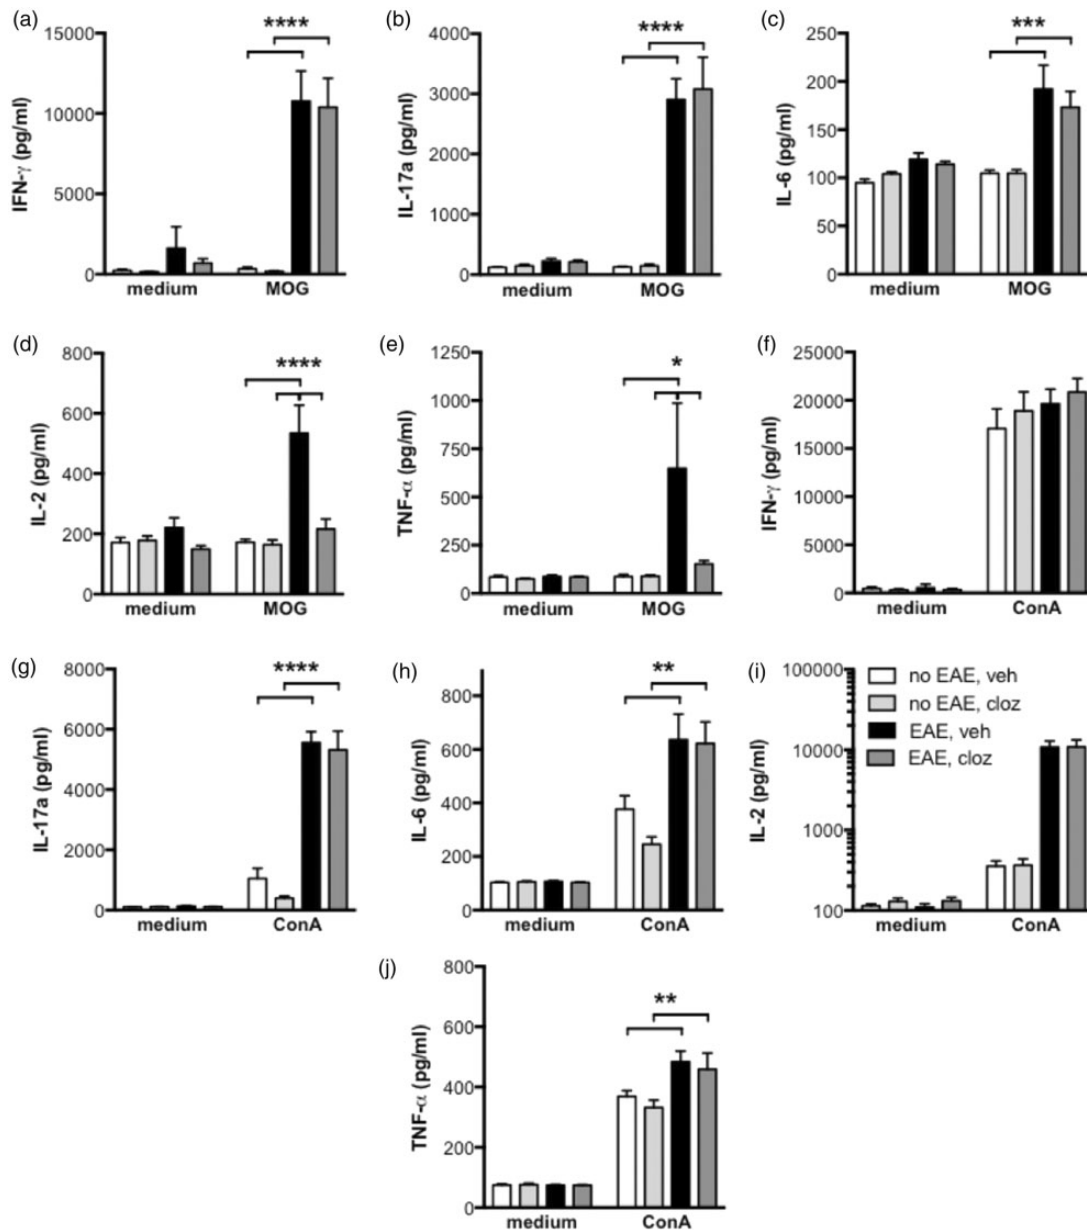 (a)
IFN-γ (pg/ml)
15000
10000
5000
0
****
medium MOG
(b)
IL-17a (pg/ml)
4000
3000
2000
1000
0
****
medium MOG
(c)
IL-6 (pg/ml)
250
200
150
100
50
0
***
medium MOG
(d)
IL-2 (pg/ml)
800
600
400
200
0
****
medium MOG
(e)
TNF-α (pg/ml)
1250
1000
750
500
250
0
*
medium MOG
(f)
IFN-γ (pg/ml)
25000
20000
15000
10000
5000
0
medium ConA
(g)
IL-17a (pg/ml)
8000
6000
4000
2000
0
****
medium ConA
(h)
IL-6 (pg/ml)
800
600
400
200
0
**
medium ConA
(i)
IL-2 (pg/ml)
100000
10000
1000
100
no EAE, veh
no EAE, cloz
EAE, veh
EAE, cloz
medium ConA
(j)
TNF-α (pg/ml)
800
600
400
200
0
**
medium ConA